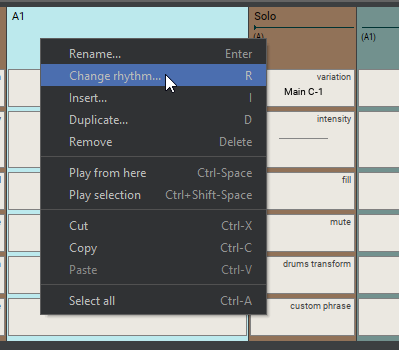 A1
Solo
(A)
(A1)
Rename... Enter
Change rhythm... R
Insert... I
Duplicate... D
Remove Delete
Play from here Ctrl-Space
Play selection Ctrl+Shift-Space
Cut Ctrl-X
Copy Ctrl-C
Paste Ctrl-V
Select all Ctrl-A
variation
Main C-1
intensity
fill
mute
drums transform
custom phrase